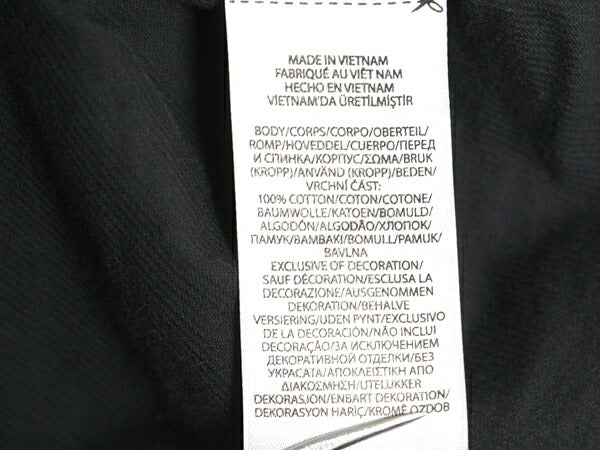 MADE IN VIETNAM
FABRIQUÉ AU VIÊT NAM
HECHO EN VIETNAM
VIETNAM'DA ÜRETİLMİŞTİR
BODY/CORPS/CORPO/OBERTEIL/
ROMP/HOVEDDEL/CUERPO/ПЕРЕД
И СПИНКА/КОРПУС/ΣΩΜΑ/BRUK
(KROPP)/ANVÄND (KROPP)/BEDEN/
VRCHNÍ ČÁST:
100% COTTON/COTON/COTONE/
BAUMWOLLE/KATOEN/BOMULD/
ALGODÓN/ALGODÃO/ХЛОПОК/
ПАМУК/ΒΑΜΒΑΚΙ/BOMULL/PAMUK/
BAVLNA
EXCLUSIVE OF DECORATION/
SAUF DÉCORATION/ESCLUSA LA
DECORAZIONE/AUSGENOMMEN
DEKORATION/BEHALVE
VERSIERING/UDEN PYNT/EXCLUSIVO
DE LA DECORACIÓN/NÃO INCLUI
DECORAÇÃO/ЗА ИСКЛЮЧЕНИЕМ
ДЕКОРАТИВНОЙ ОТДЕЛКИ/БЕЗ
УКРАСАТА/ΑΠΟΚΛΕΙΣΤΙΚΗ ΑΠΟ
ΔΙΑΚΟΣΜΗΣΗ/UTELUKKER
DEKORASJON/ENBART DEKORATION/
DEKORASYON HARİÇ/KROMĚ OZDOB